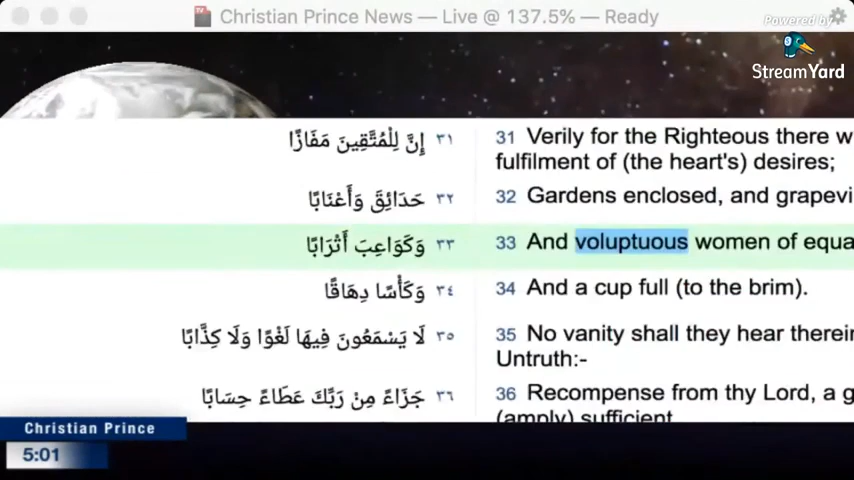 Christian Prince News — Live @ 137.5% — Ready
Powered by
StreamYard
٣١ إِنَّ لِلْمُتَّقِينَ مَفَازًا
31 Verily for the Righteous there w
fulfilment of (the heart's) desires;
٣٢ حَدَائِقَ وَأَعْنَابًا
32 Gardens enclosed, and grapevi
٣٣ وَكَوَاعِبَ أَتْرَابًا
33 And voluptuous women of equa
٣٤ وَكَأْسًا دِهَاقًا
34 And a cup full (to the brim).
٣٥ لَا يَسْمَعُونَ فِيهَا لَغْوًا وَلَا كِذَّابًا
35 No vanity shall they hear therein
Untruth:-
٣٦ جَزَاءً مِنْ رَبِّكَ عَطَاءً حِسَابًا
36 Recompense from thy Lord, a g
(amply) sufficient
Christian Prince
5:01